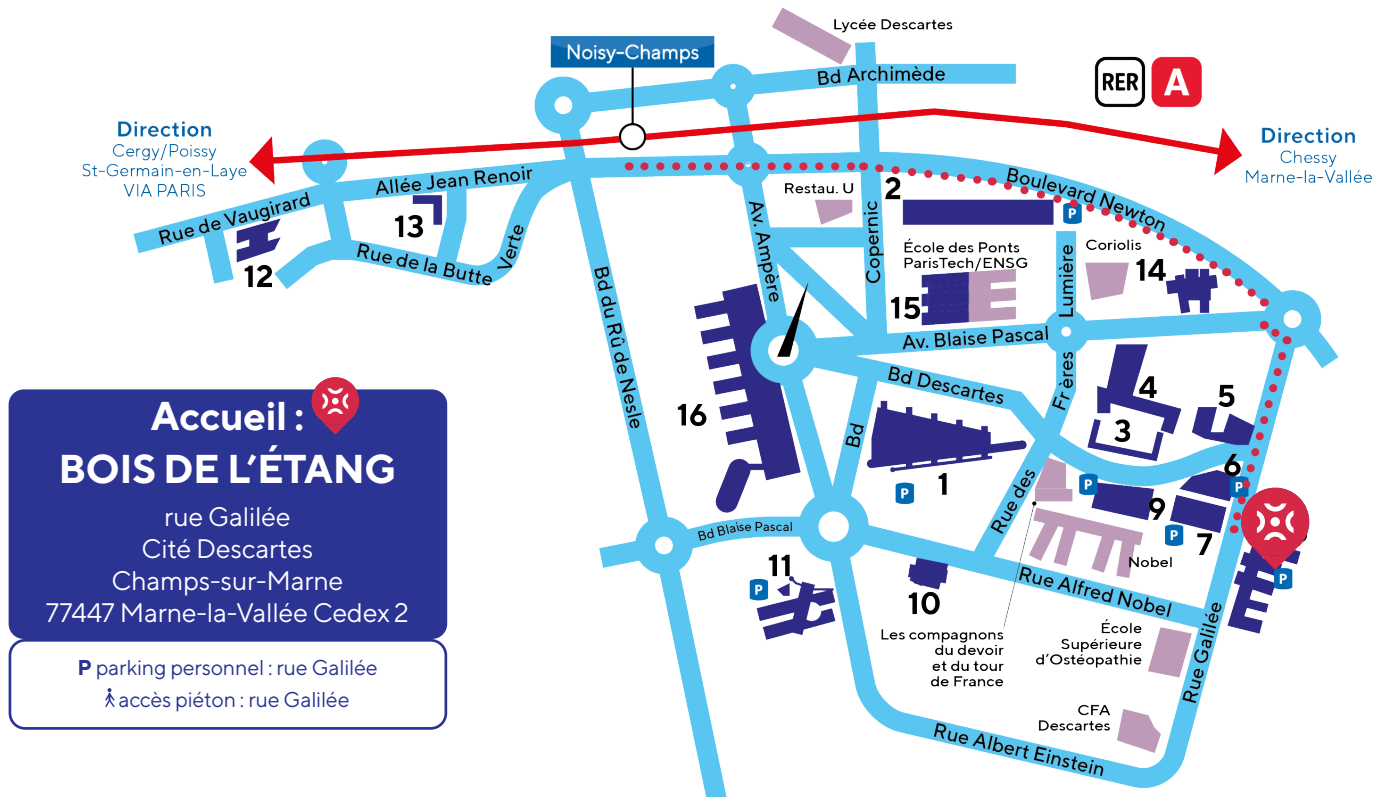 Lycée Descartes
Noisy-Champs
Bd Archimède
RER
A
Direction
Cergy/Poissy
St-Germain-en-Laye
VIA PARIS
Direction
Chessy
Marne-la-Vallée
Allée Jean Renoir
Boulevard Newton
Rue de Vaugirard
Restau. U
2
P
13
12
Rue de la Butte Verte
Av. Ampère
Copernic
École des Ponts
ParisTech/ENSG
15
Lumière
Coriolis
14
Bd du Rû de Nesle
Av. Blaise Pascal
Bd Descartes
Frères
4
5
3
16
Bd
1
P
Rue des
P
9
6
P
7
P
Nobel
Bd Blaise Pascal
11
P
10
P
Rue Alfred Nobel
Les compagnons
du devoir
et du tour
de France
École
Supérieure
d'Ostéopathie
Rue Galilée
CFA
Descartes
Rue Albert Einstein
Accueil :
BOIS DE L'ÉTANG
rue Galilée
Cité Descartes
Champs-sur-Marne
77447 Marne-la-Vallée Cedex 2
P parking personnel : rue Galilée
accès piéton : rue Galilée